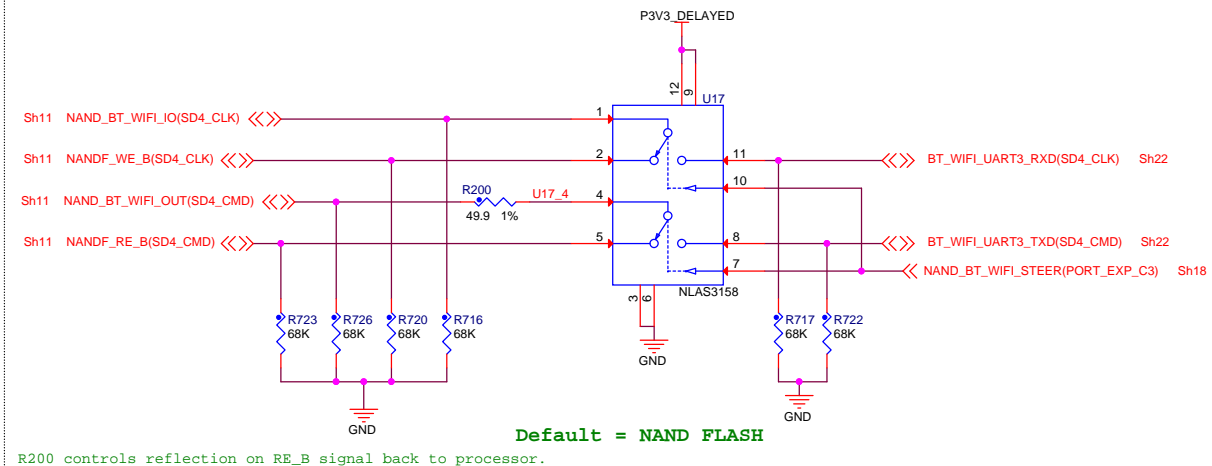 P3V3_DELAYED
12
9
U17
Sh11 NAND_BT_WIFI_IO(SD4_CLK)
1
Sh11 NANDF_WE_B(SD4_CLK)
2
11
BT_WIFI_UART3_RXD(SD4_CLK) Sh22
10
Sh11 NAND_BT_WIFI_OUT(SD4_CMD)
R200
49.9 1%
U17_4
4
Sh11 NANDF_RE_B(SD4_CMD)
5
8
BT_WIFI_UART3_TXD(SD4_CMD) Sh22
7
NAND_BT_WIFI_STEER(PORT_EXP_C3) Sh18
NLAS3158
3
6
GND
R723
68K
R726
68K
R720
68K
R716
68K
R717
68K
R722
68K
GND
GND
Default = NAND FLASH
R200 controls reflection on RE_B signal back to processor.